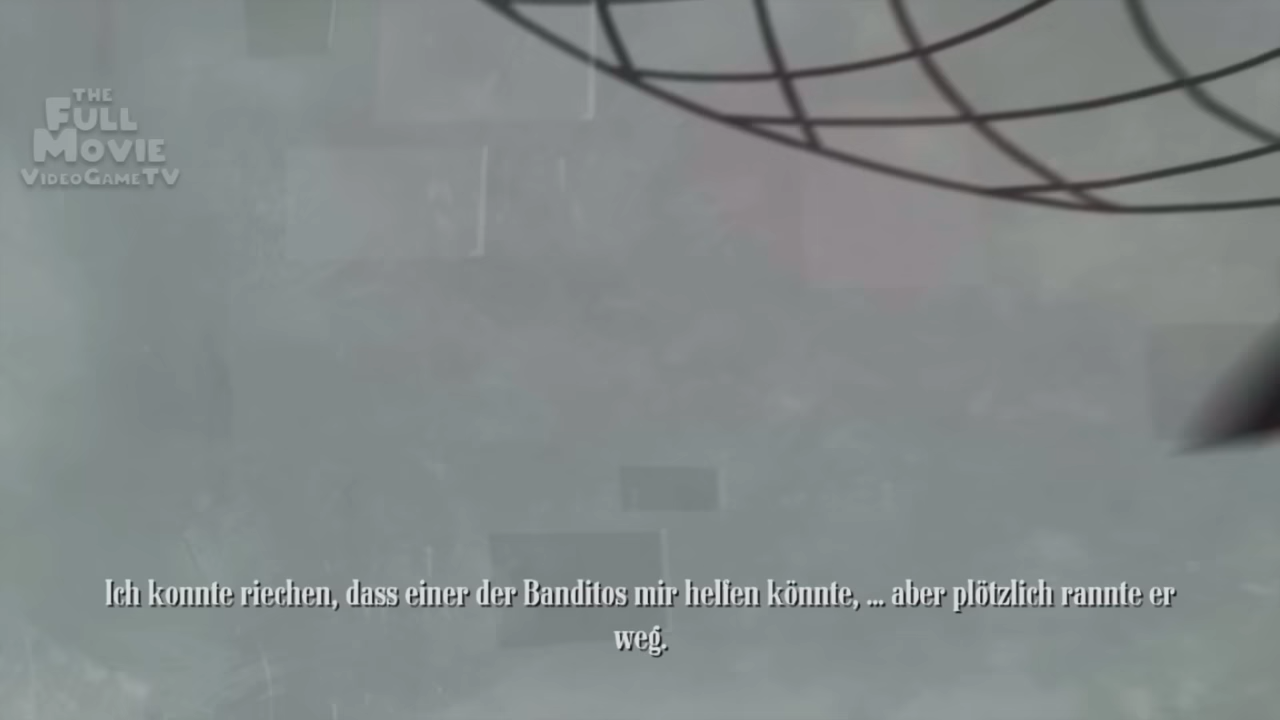 THE
FULL
MOVIE
VIDEOGAMETV
Ich konnte riechen, dass einer der Banditos mir helfen könnte, ... aber plötzlich rannte er
weg.